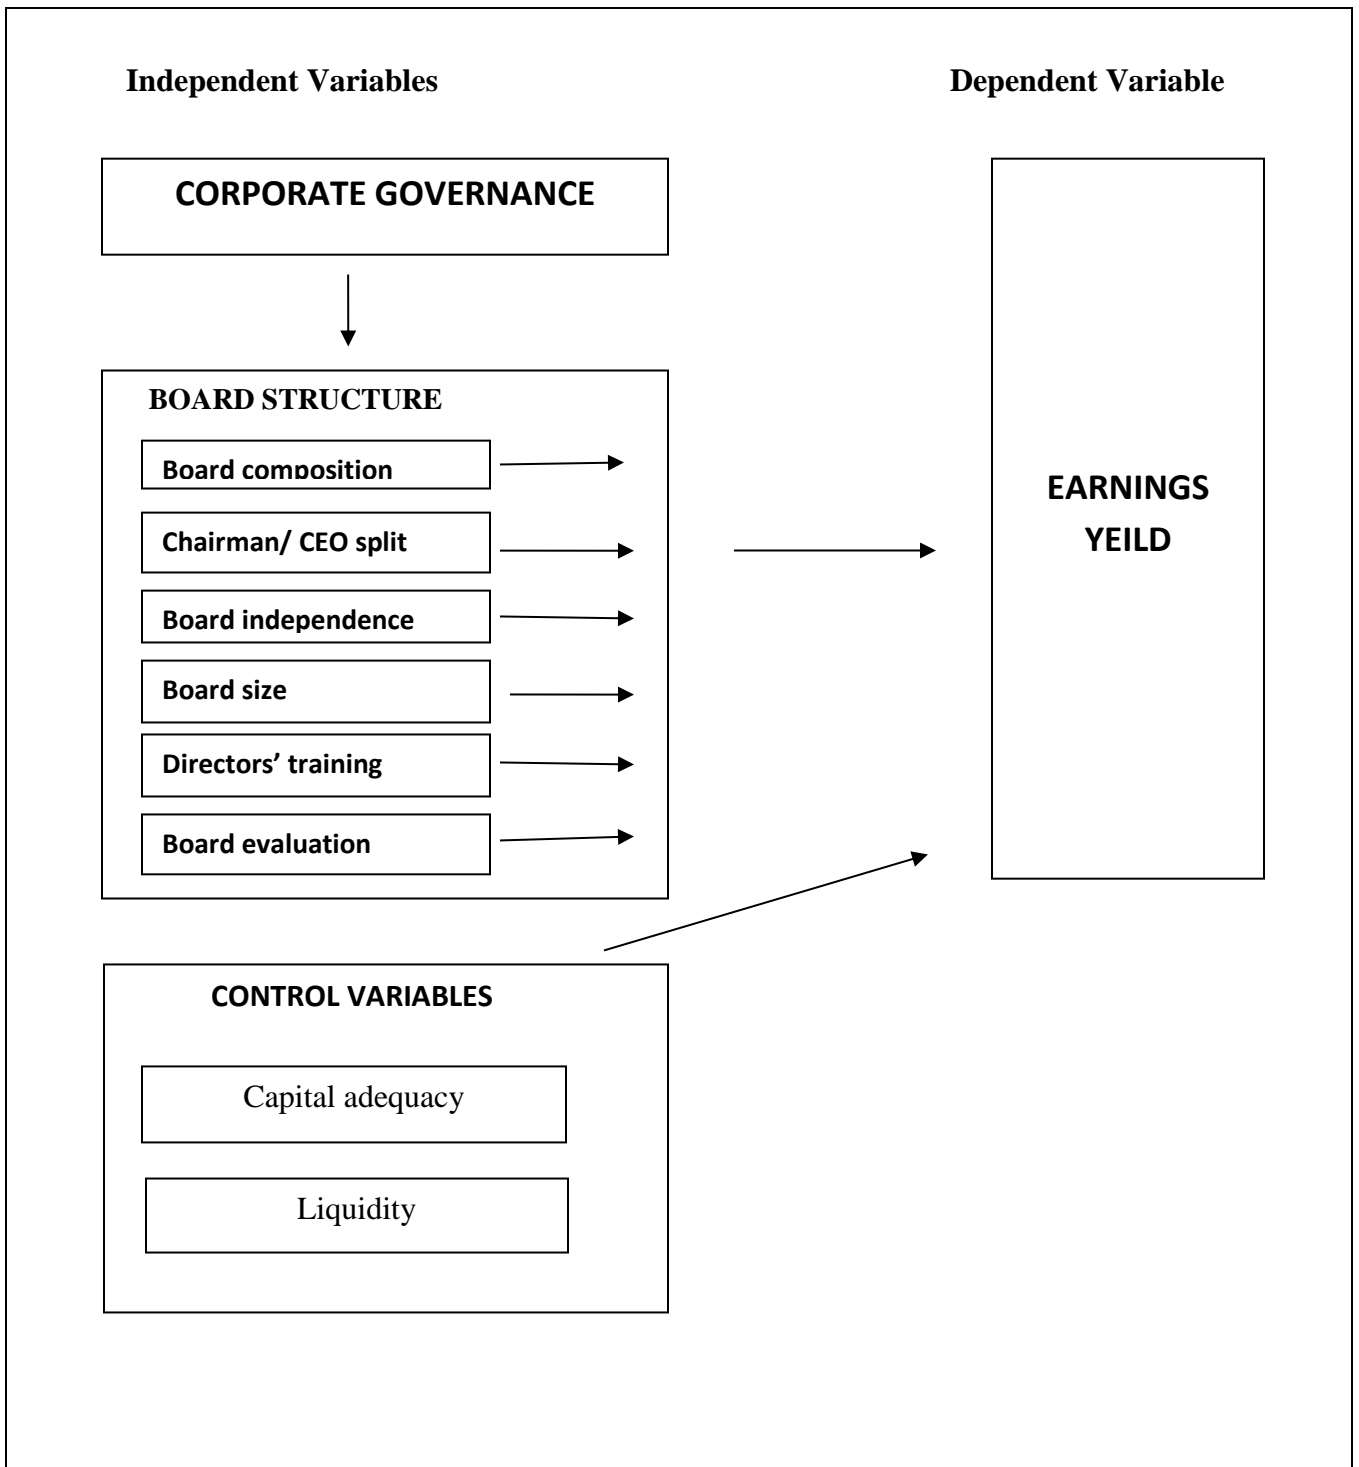 Independent Variables
Dependent Variable
CORPORATE GOVERNANCE
BOARD STRUCTURE
Board composition
Chairman/ CEO split
Board independence
Board size
Directors’ training
Board evaluation
EARNINGS
YEILD
CONTROL VARIABLES
Capital adequacy
Liquidity